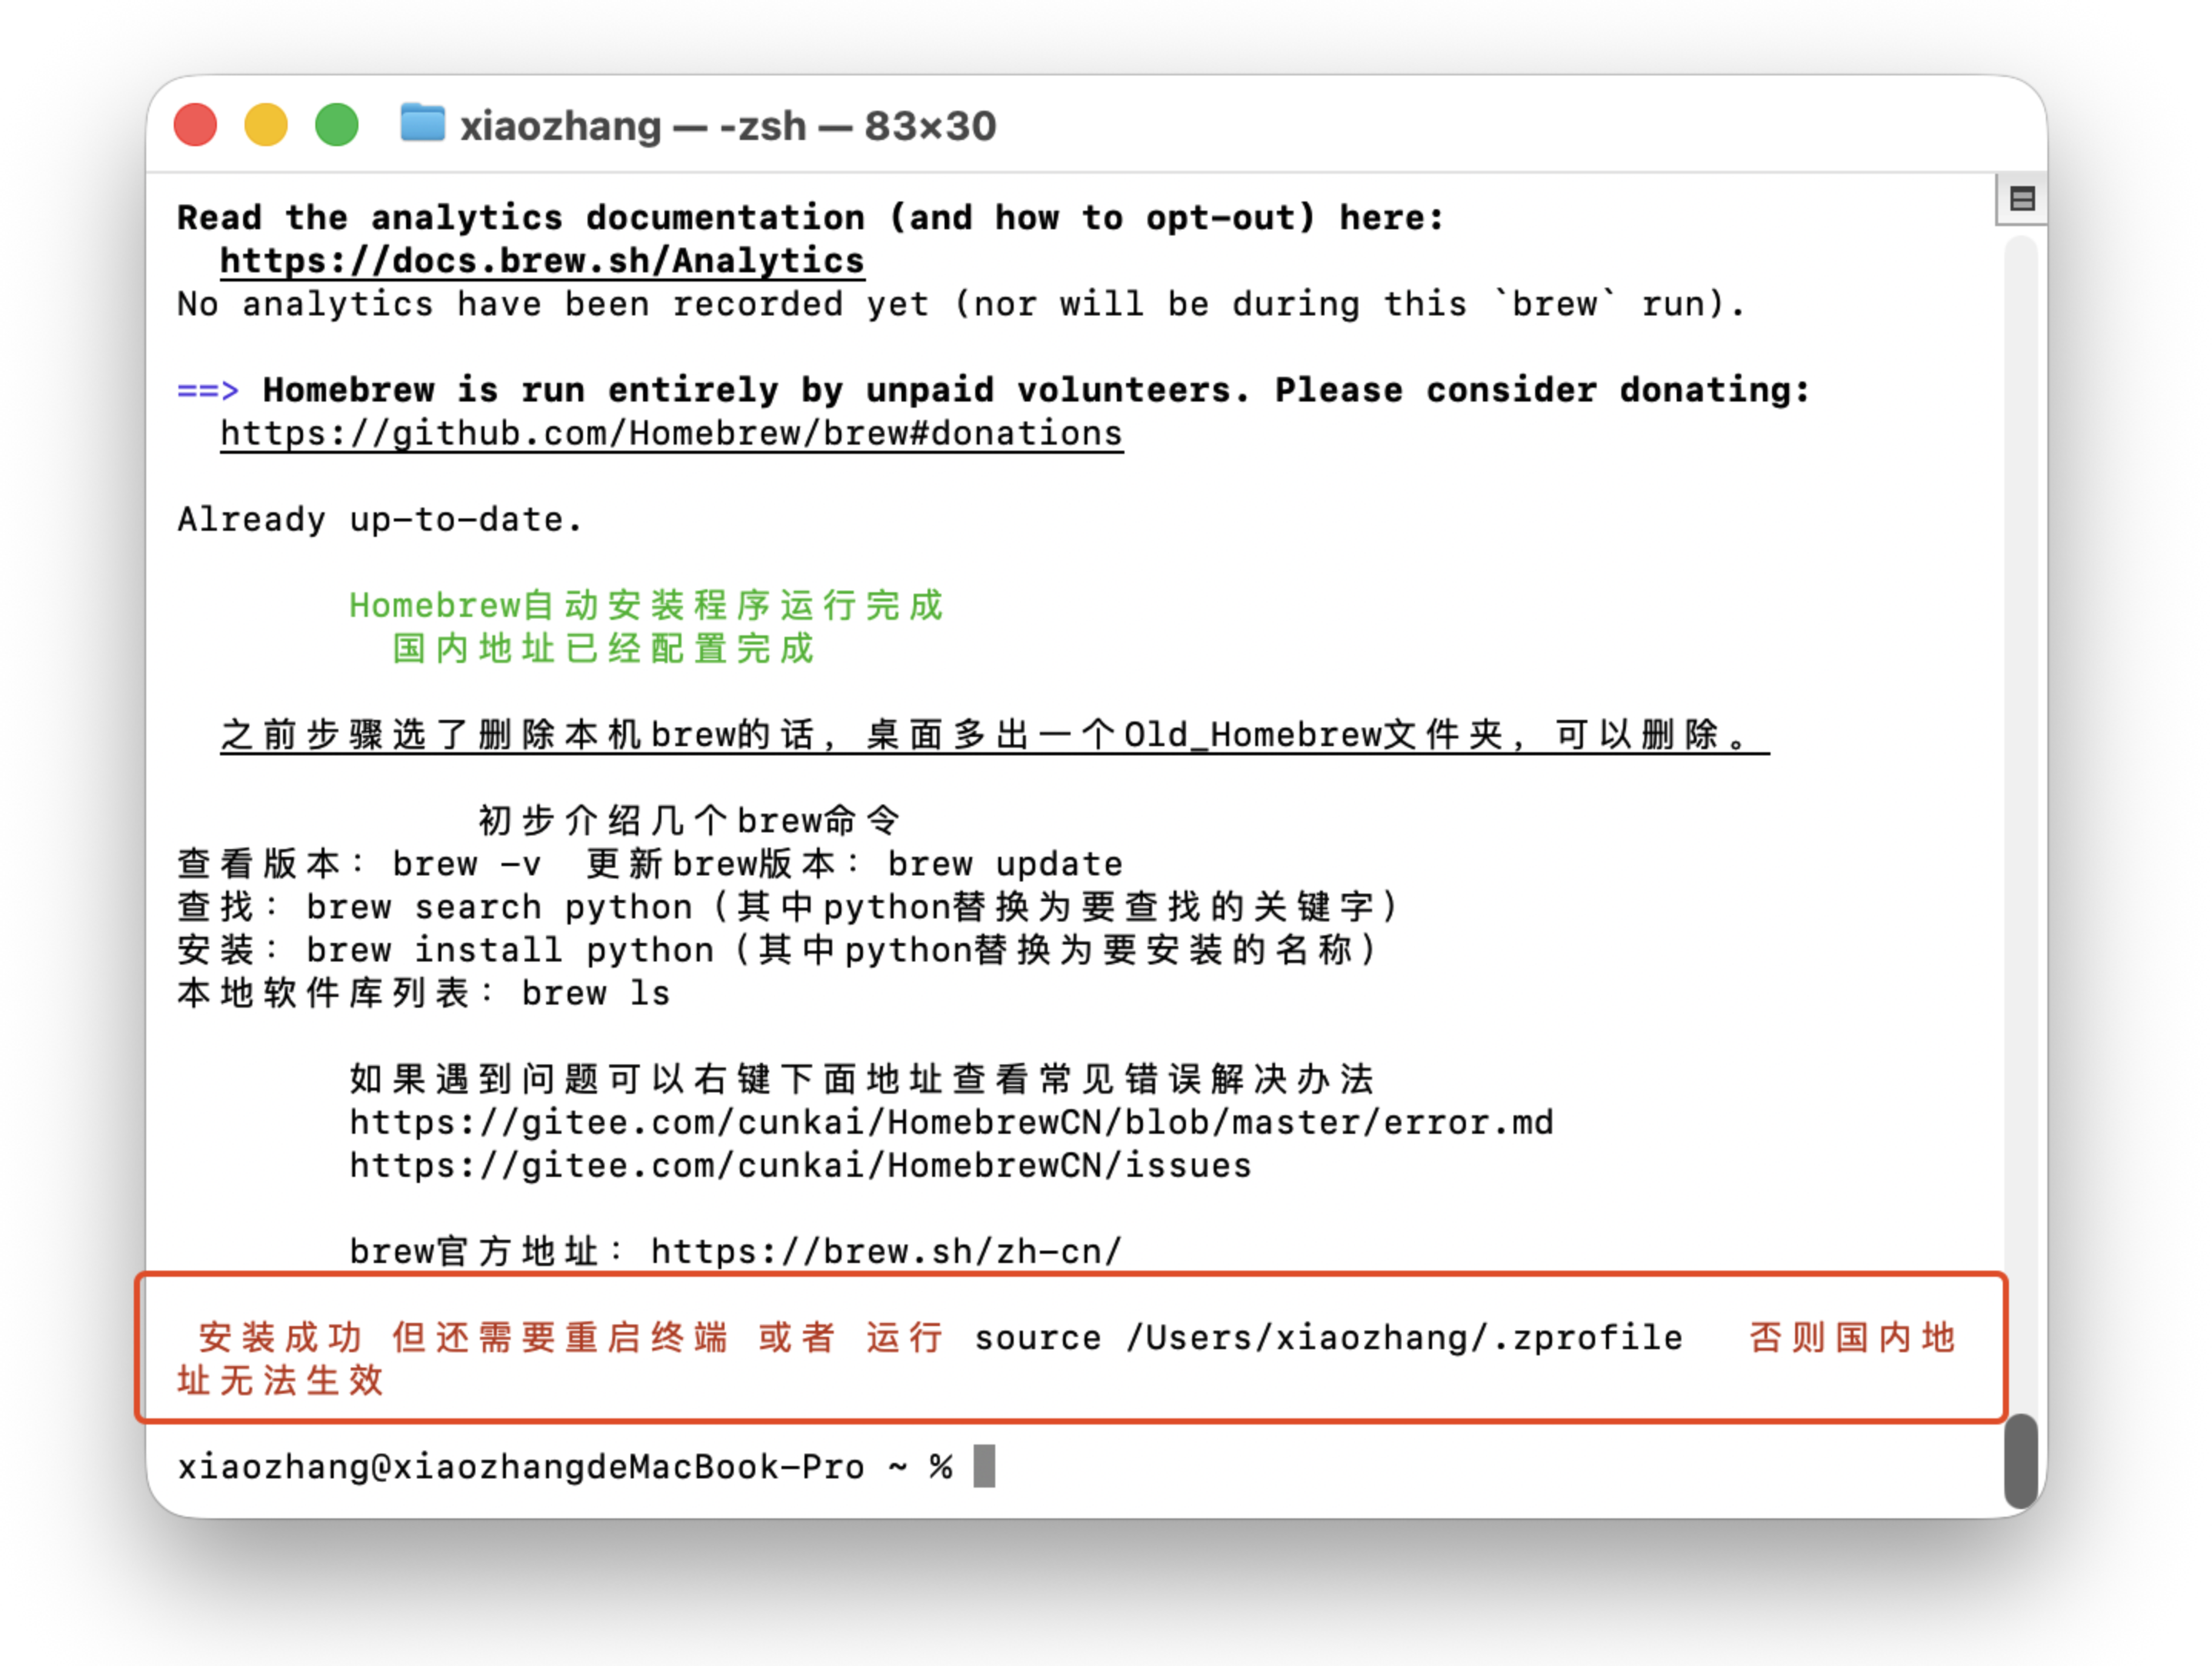 xiaozhang — -zsh — 83×30
Read the analytics documentation (and how to opt-out) here:
https://docs.brew.sh/Analytics
No analytics have been recorded yet (nor will be during this `brew` run).
==> Homebrew is run entirely by unpaid volunteers. Please consider donating:
https://github.com/Homebrew/brew#donations
Already up-to-date.
Homebrew自动安装程序运行完成
国内地址已经配置完成
之前步骤选了删除本机brew的话，桌面多出一个Old_Homebrew文件夹，可以删除。
初步介绍几个brew命令
查看版本：brew -v  更新brew版本：brew update
查找：brew search python（其中python替换为要查找的关键字）
安装：brew install python（其中python替换为要安装的名称）
本地软件库列表：brew ls
如果遇到问题可以右键下面地址查看常见错误解决办法
https://gitee.com/cunkai/HomebrewCN/blob/master/error.md
https://gitee.com/cunkai/HomebrewCN/issues
brew官方地址：https://brew.sh/zh-cn/
安装成功 但还需要重启终端 或者 运行 source /Users/xiaozhang/.zprofile   否则国内地
址无法生效
xiaozhang@xiaozhangdeMacBook-Pro ~ %